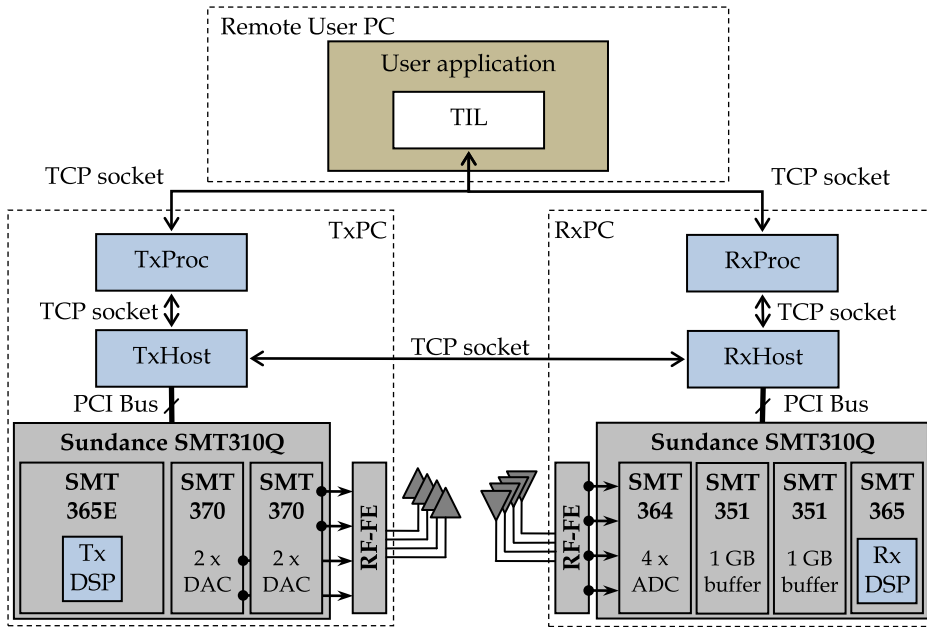 Remote User PC
User application
TIL
TCP socket
TCP socket
TxPC
RxPC
TxProc
RxProc
TCP socket
TCP socket
TxHost
TCP socket
RxHost
PCI Bus
PCI Bus
Sundance SMT310Q
SMT
365E
Tx
DSP
SMT
370
2 x
DAC
SMT
370
2 x
DAC
RF-FE
RF-FE
Sundance SMT310Q
SMT
364
4 x
ADC
SMT
351
1 GB
buffer
SMT
351
1 GB
buffer
SMT
365
Rx
DSP